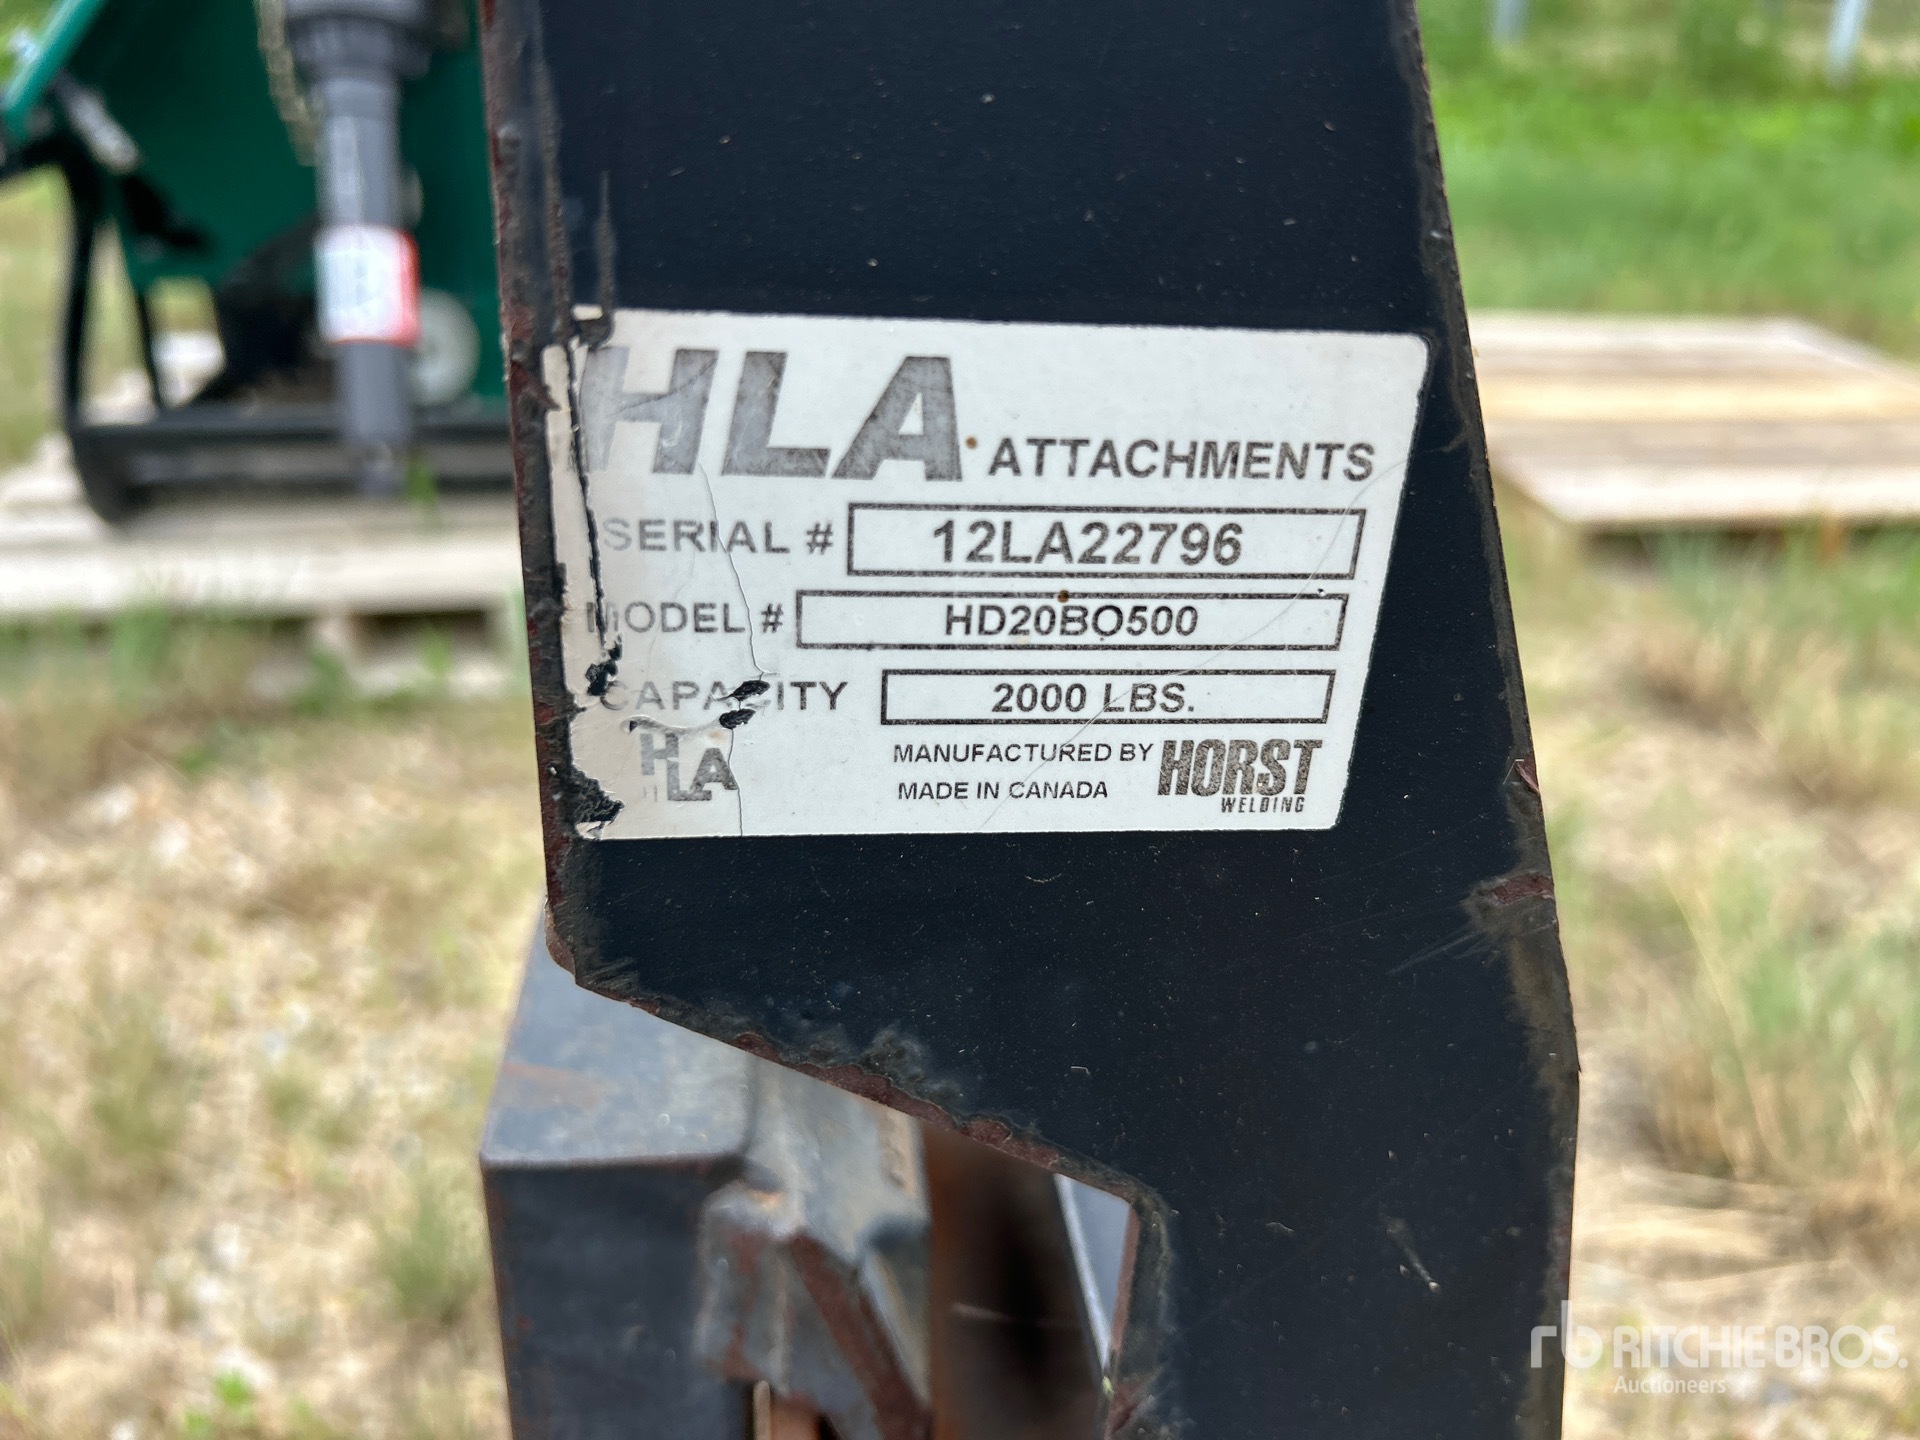 HLA ATTACHMENTS
SERIAL # 12LA22796
MODEL # HD20BO500
CAPACITY 2000 LBS.
HLA
MANUFACTURED BY HORST WELDING
MADE IN CANADA
rb RITCHIE BROS.
Auctioneers